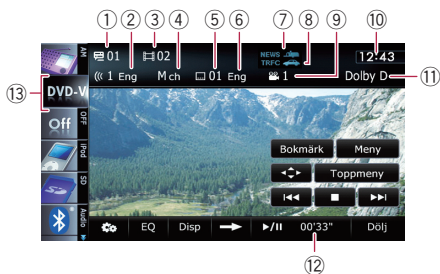 ① ② ③ ④ ⑤ ⑥ ⑦ ⑧ ⑨ ⑩
01 02 NEWS 12:43
1 Eng M ch 01 Eng TRFC 1 Dolby D ⑪
⑬ AM
DVD-Vi
Off OFF
iPod
SD
Audio
Bokmärk Meny
Toppmeny
EQ Disp 00'33" Dölj
⑫